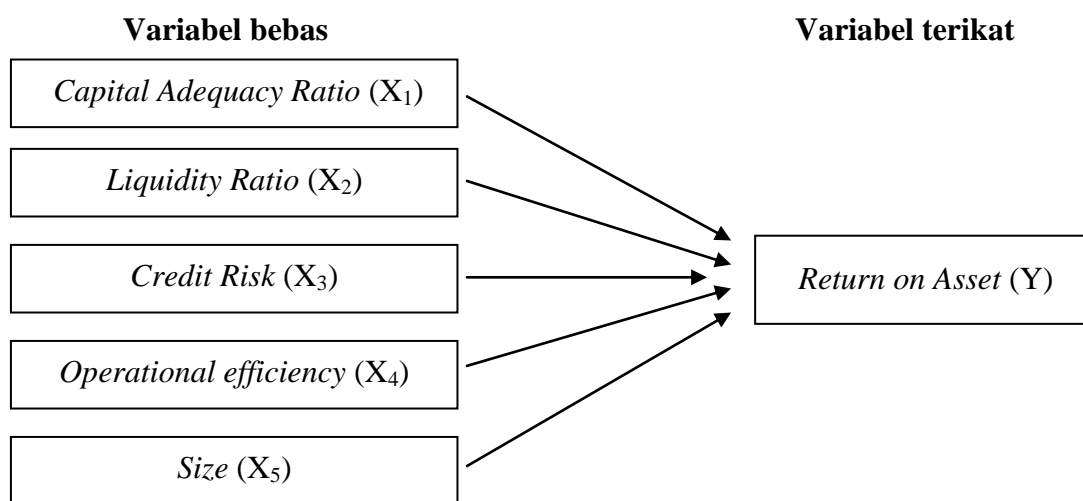 Variabel bebas
Variabel terikat
Capital Adequacy Ratio (X₁)
Liquidity Ratio (X₂)
Credit Risk (X₃)
Return on Asset (Y)
Operational efficiency (X₄)
Size (X₅)